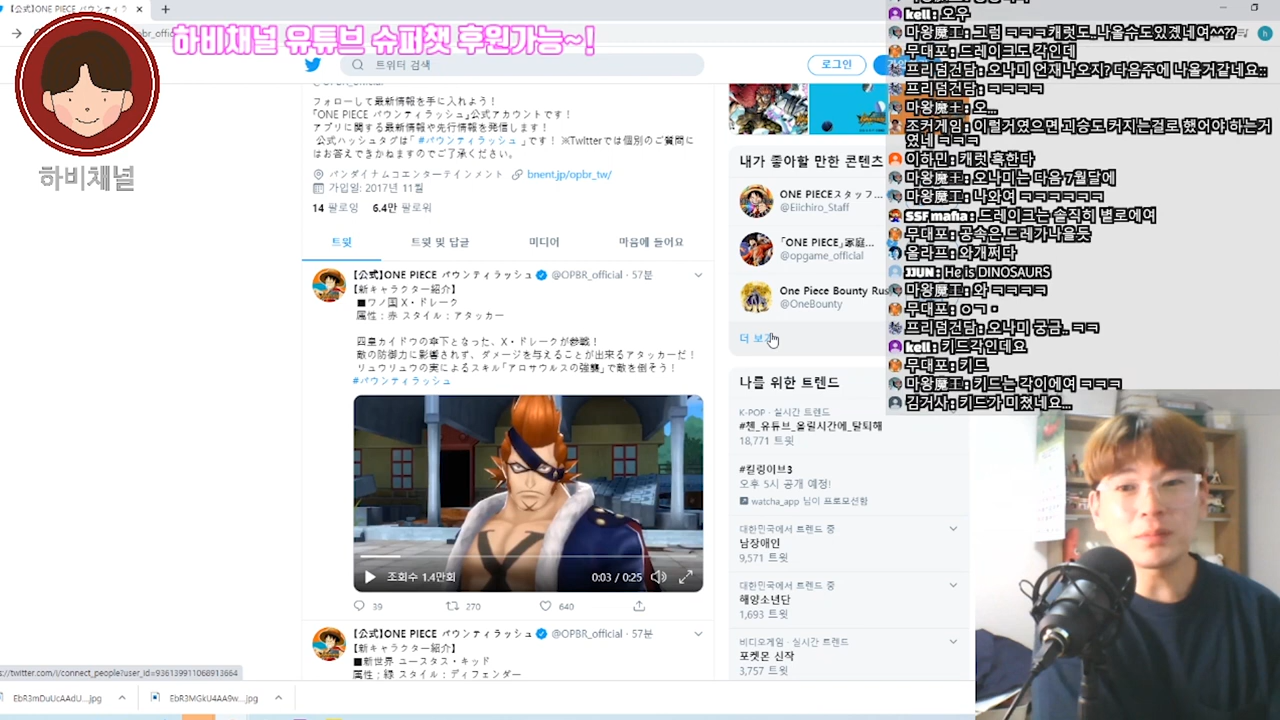 【公式】ONE PIECE バウンティラッシュ
하비채널 유튜브 슈퍼챗 후원가능~!
하비채널
트위터 검색
로그인
フォローして最新情報を手に入れよう！
「ONE PIECE バウンティラッシュ」公式アカウントです！
アプリに関する最新情報や先行情報を発信します！
公式ハッシュタグは「 #バウンティラッシュ 」です！ ※Twitterでは個別のご質問に
はお答えできかねますのでご了承ください。
バンダイナムコエンターテインメント bnent.jp/opbr_tw/
가입일: 2017년 11월
14 팔로잉 6.4만 팔로워
트윗 트윗 및 답글 미디어 마음에 들어요
【公式】ONE PIECE バウンティラッシュ @OPBR_official · 57분
【新キャラクター紹介】
■ワノ国 X・ドレーク
属性：赤 スタイル：アタッカー
四皇カイドウの傘下となった、X・ドレークが参戦！
敵の防御力に影響されず、ダメージを与えることが出来るアタッカーだ！
リュウリュウの実によるスキル「アロサウルスの強襲」で敵を倒そう！
#バウンティラッシュ
조회수 1.4만회 0:03 / 0:25
39 270 640
【公式】ONE PIECE バウンティラッシュ @OPBR_official · 57분
【新キャラクター紹介】
■新世界 ユースタス・キッド
属性：緑 スタイル：ディフェンダー
내가 좋아할 만한 콘텐츠
ONE PIECEスタッフ...
@Eiichiro_Staff
「ONE PIECE」家庭...
@opgame_official
One Piece Bounty Rus
@OneBounty
더 보기
나를 위한 트렌드
K-POP · 실시간 트렌드
#첸_유튜브_올릴시간에_탈퇴해
18,771 트윗
#킬링이브3
오후 5시 공개 예정!
watcha_app 님이 프로모션함
대한민국에서 트렌드 중
남장애인
9,571 트윗
대한민국에서 트렌드 중
해양소년단
1,693 트윗
비디오게임 · 실시간 트렌드
포켓몬 신작
3,757 트윗
kell: 오우
마왕魔王: 그럼 ㅋㅋㅋ캐럿도..나올수도있겠네여^^??
무대포: 드레이크도 각인데
프리덤건담: 오나미 언재나오지? 다음주에 나올거같네요::
프리덤건담: ㅋㅋㅋㅋ
마왕魔王: 오...
조커게임: 이럴거였으면 괴승도 커지는걸로 했어야 하는거
였네 ㅋㅋㅋ
이하민: 캐럿 혹한다
마왕魔王: 오나미는 다음 7월달에
마왕魔王: 나와여 ㅋㅋㅋㅋㅋㅋ
SSF mafia: 드레이크는 솔직히 별로에여
무대포: 공속은 드레가나올듯
올라프: 와개쩌다
JJUN: He is DINOSAURS
마왕魔王: 와 ㅋㅋㅋㅋ
무대포: ㅇㄱ·
프리덤건담: 오나미 궁금.. ㅋㅋ
kell: 키드각인데요
무대포: 키드
마왕魔王: 키드는 각이에여 ㅋㅋㅋ
김거사: 키드가 미쳤네요...
s://twitter.com/i/connect_people?user_id=936139911068913664
EbR3mDuUcAAdU....jpg
EbR3MGkU4AA9w....jpg